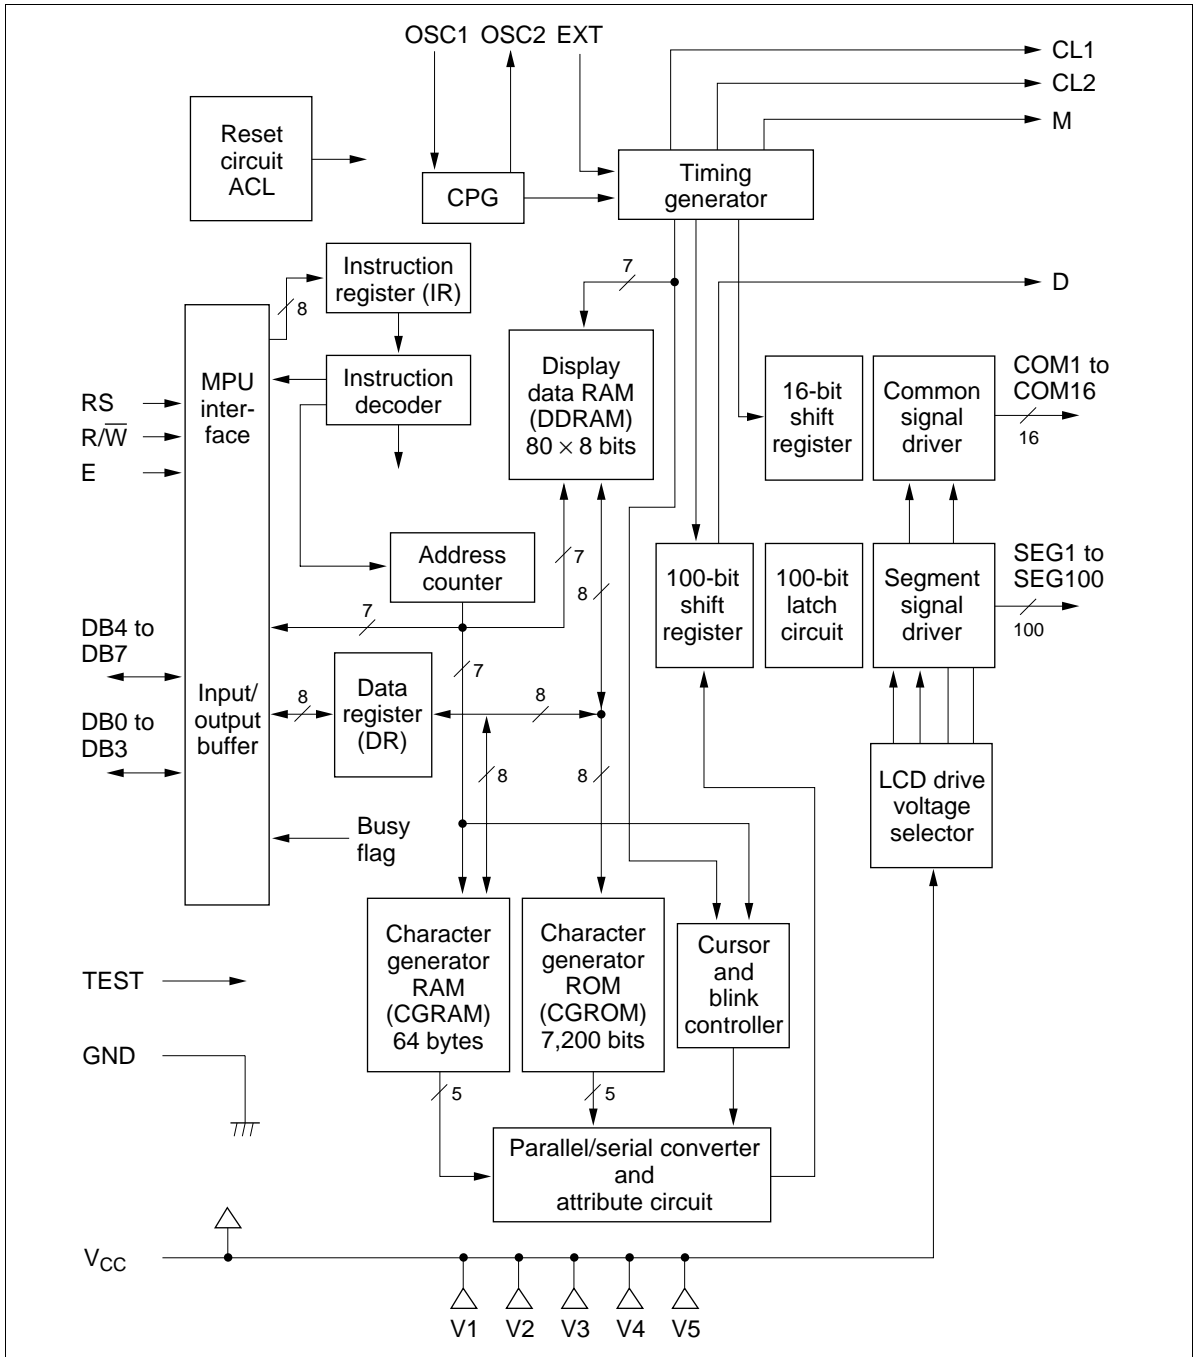 OSC1 OSC2 EXT
CL1
CL2
M
Reset
circuit
ACL
CPG
Timing
generator
Instruction
register (IR)
8
7
D
MPU
inter-
face
Instruction
decoder
Display
data RAM
(DDRAM)
80 × 8 bits
16-bit
shift
register
Common
signal
driver
COM1 to
COM16
16
RS
R/W̅
E
Address
counter
7
8
100-bit
shift
register
100-bit
latch
circuit
Segment
signal
driver
SEG1 to
SEG100
100
DB4 to
DB7
7
7
Input/
output
buffer
8
Data
register
(DR)
8
DB0 to
DB3
8
8
LCD drive
voltage
selector
Busy
flag
Character
generator
RAM
(CGRAM)
64 bytes
Character
generator
ROM
(CGROM)
7,200 bits
Cursor
and
blink
controller
TEST
GND
5
5
Parallel/serial converter
and
attribute circuit
VCC
V1 V2 V3 V4 V5